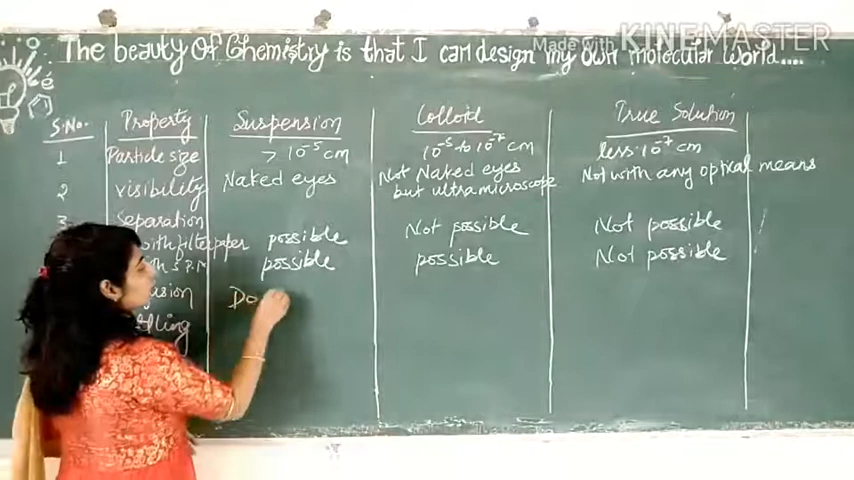 Made with KINEMASTER
The beauty Of Chemistry is that I can design my Own molecular world....
S.No. Property Suspension Colloid True Solution
1 Particle size > 10⁻⁵ cm 10⁻⁵ to 10⁻⁷ cm less 10⁻⁷ cm
2 visibility Naked eyes Not Naked eyes but ultramicroscope Not with any optical means
3 Separation
with filter paper possible Not possible Not possible
possible possible Not possible
Do